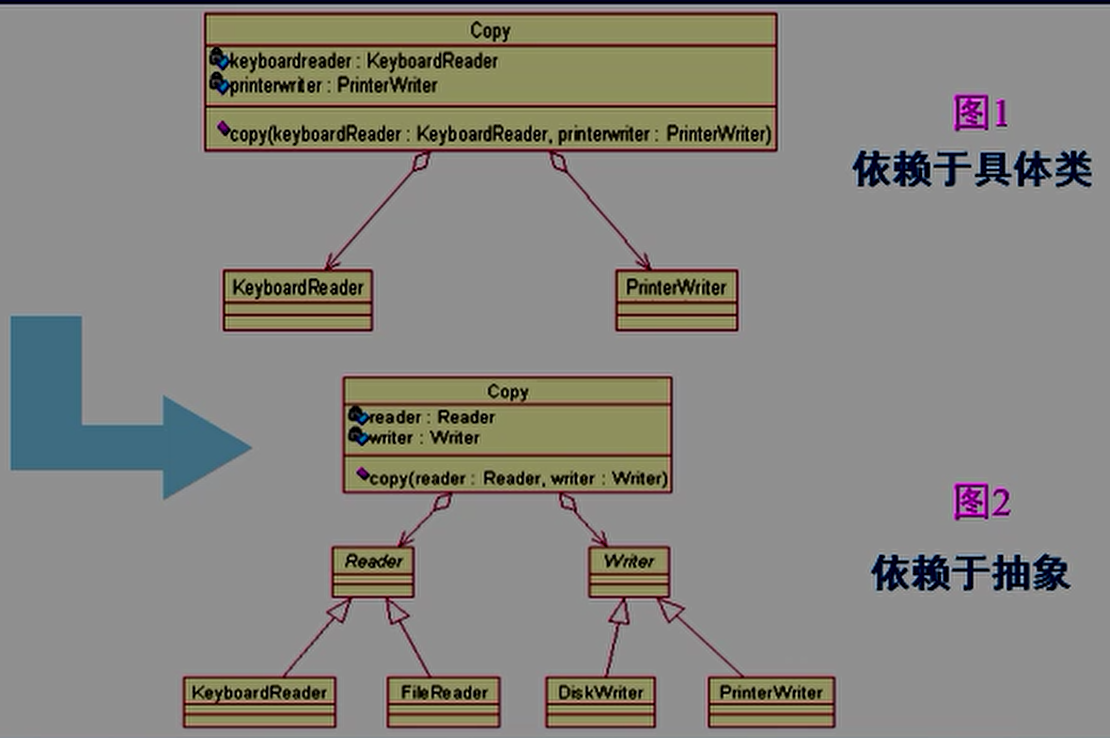 Copy
keyboardreader : KeyboardReader
printerwriter : PrinterWriter
copy(keyboardReader : KeyboardReader, printerwriter : PrinterWriter)
图1
依赖于具体类
KeyboardReader
PrinterWriter
Copy
reader : Reader
writer : Writer
copy(reader : Reader, writer : Writer)
图2
依赖于抽象
Reader
Writer
KeyboardReader
FileReader
DiskWriter
PrinterWriter